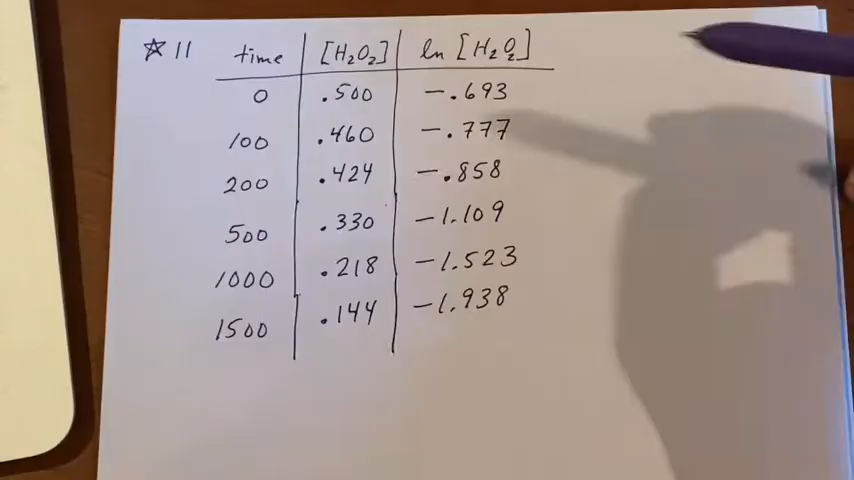 ☆ 11 time [H₂O₂] ln [H₂O₂]
0 .500 -.693
100 .460 -.777
200 .424 -.858
500 .330 -1.109
1000 .218 -1.523
1500 .144 -1.938